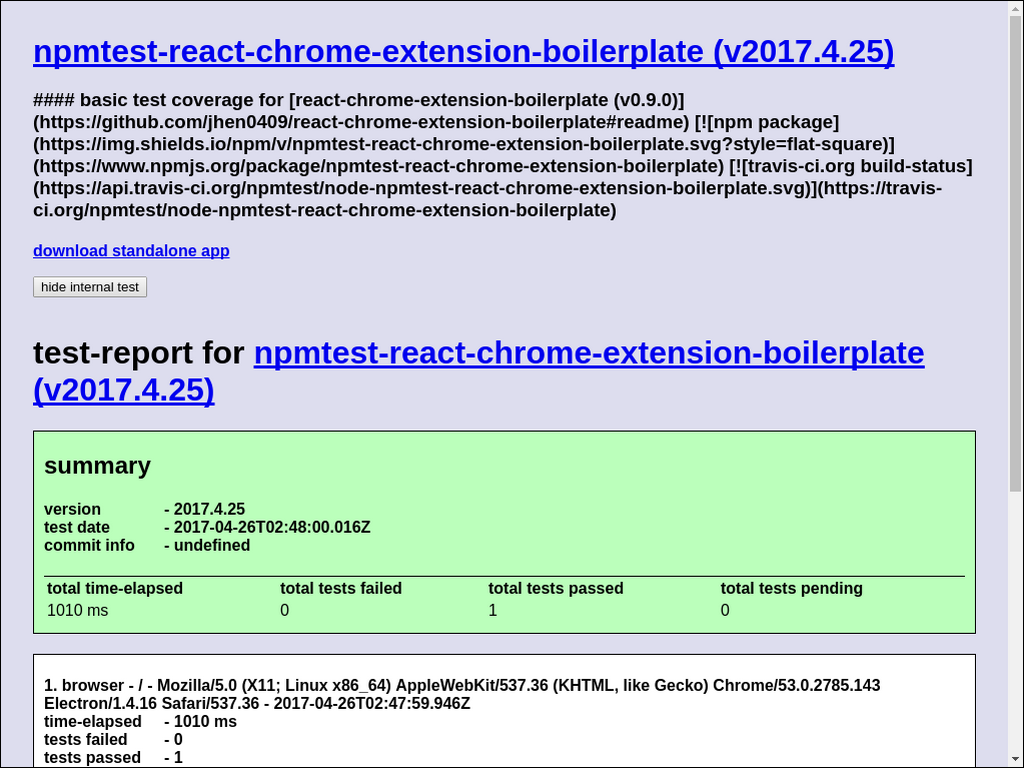 npmtest-react-chrome-extension-boilerplate (v2017.4.25)
#### basic test coverage for [react-chrome-extension-boilerplate (v0.9.0)]
(https://github.com/jhen0409/react-chrome-extension-boilerplate#readme) [![npm package]
(https://img.shields.io/npm/v/npmtest-react-chrome-extension-boilerplate.svg?style=flat-square)]
(https://www.npmjs.org/package/npmtest-react-chrome-extension-boilerplate) [![travis-ci.org build-status]
(https://api.travis-ci.org/npmtest/node-npmtest-react-chrome-extension-boilerplate.svg)](https://travis-
ci.org/npmtest/node-npmtest-react-chrome-extension-boilerplate)
download standalone app
hide internal test
test-report for npmtest-react-chrome-extension-boilerplate
(v2017.4.25)
summary
version - 2017.4.25
test date - 2017-04-26T02:48:00.016Z
commit info - undefined
total time-elapsed total tests failed total tests passed total tests pending
1010 ms 0 1 0
1. browser - / - Mozilla/5.0 (X11; Linux x86_64) AppleWebKit/537.36 (KHTML, like Gecko) Chrome/53.0.2785.143
Electron/1.4.16 Safari/537.36 - 2017-04-26T02:47:59.946Z
time-elapsed - 1010 ms
tests failed - 0
tests passed - 1